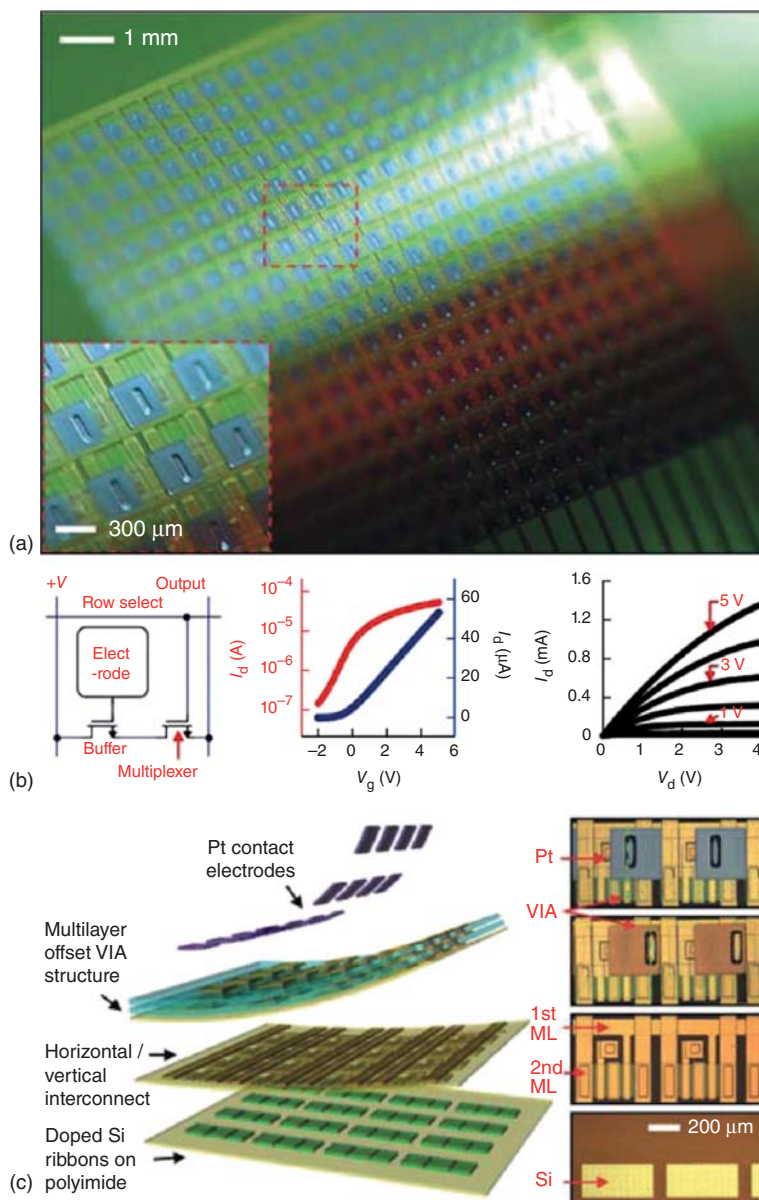 1 mm
300 μm
(a)
+V
Output
Row select
Elect
-rode
Buffer
Multiplexer
10⁻⁴
10⁻⁵
10⁻⁶
10⁻⁷
I_d (A)
60
40
20
0
I_d (μA)
−2 0 2 4 6
V_g (V)
1.6
1.2
0.8
0.4
0
I_d (mA)
5 V
3 V
1 V
0 1 2 3 4
V_d (V)
(b)
Pt contact
electrodes
Multilayer
offset VIA
structure
Horizontal /
vertical
interconnect
Doped Si
ribbons on
polyimide
Pt
VIA
1st
ML
2nd
ML
200 μm
Si
(c)